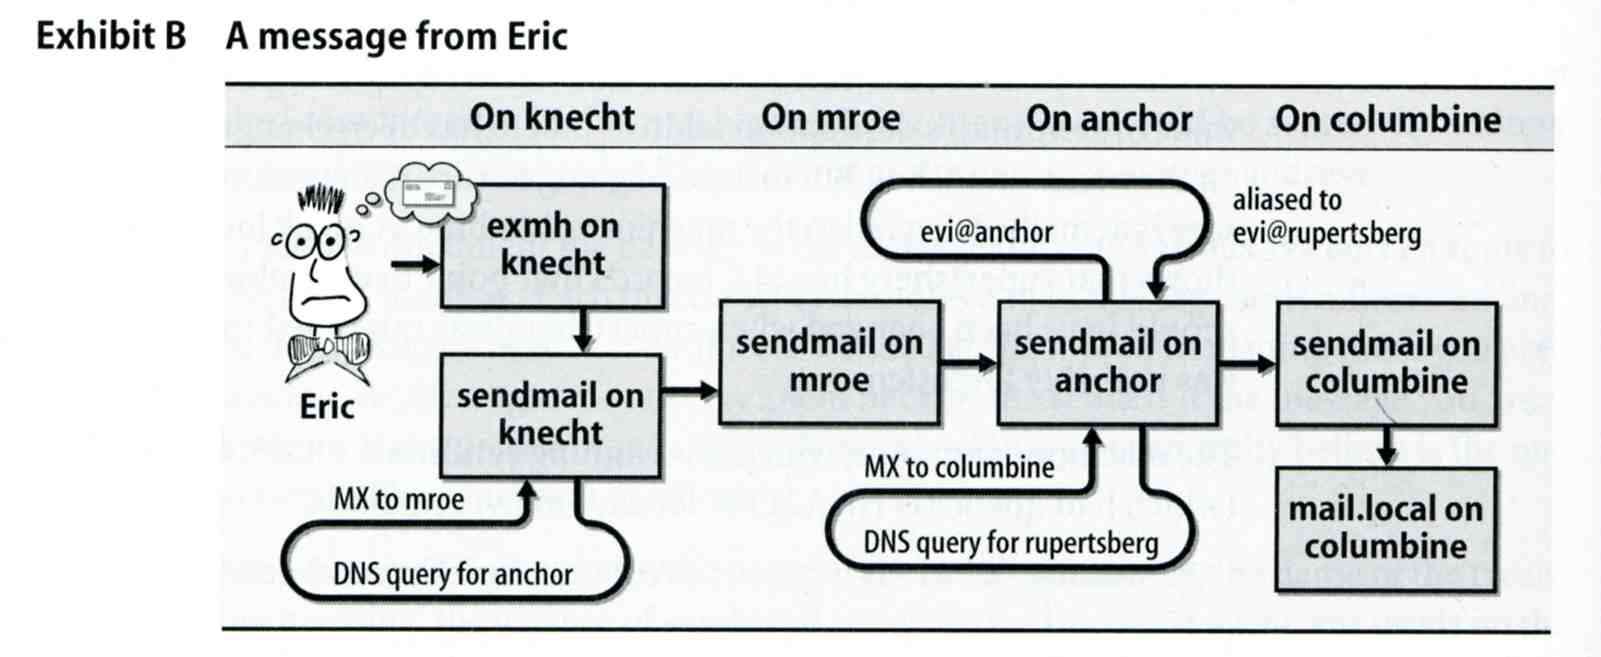 Exhibit B A message from Eric
On knecht
On mroe
On anchor
On columbine
exmh on
knecht
evi@anchor
aliased to
evi@rupertsberg
sendmail on
knecht
sendmail on
mroe
sendmail on
anchor
sendmail on
columbine
Eric
MX to mroe
DNS query for anchor
MX to columbine
DNS query for rupertsberg
mail.local on
columbine